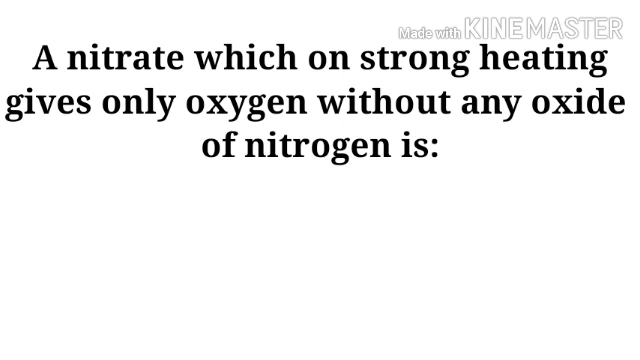 Made with KINEMASTER
A nitrate which on strong heating
gives only oxygen without any oxide
of nitrogen is: